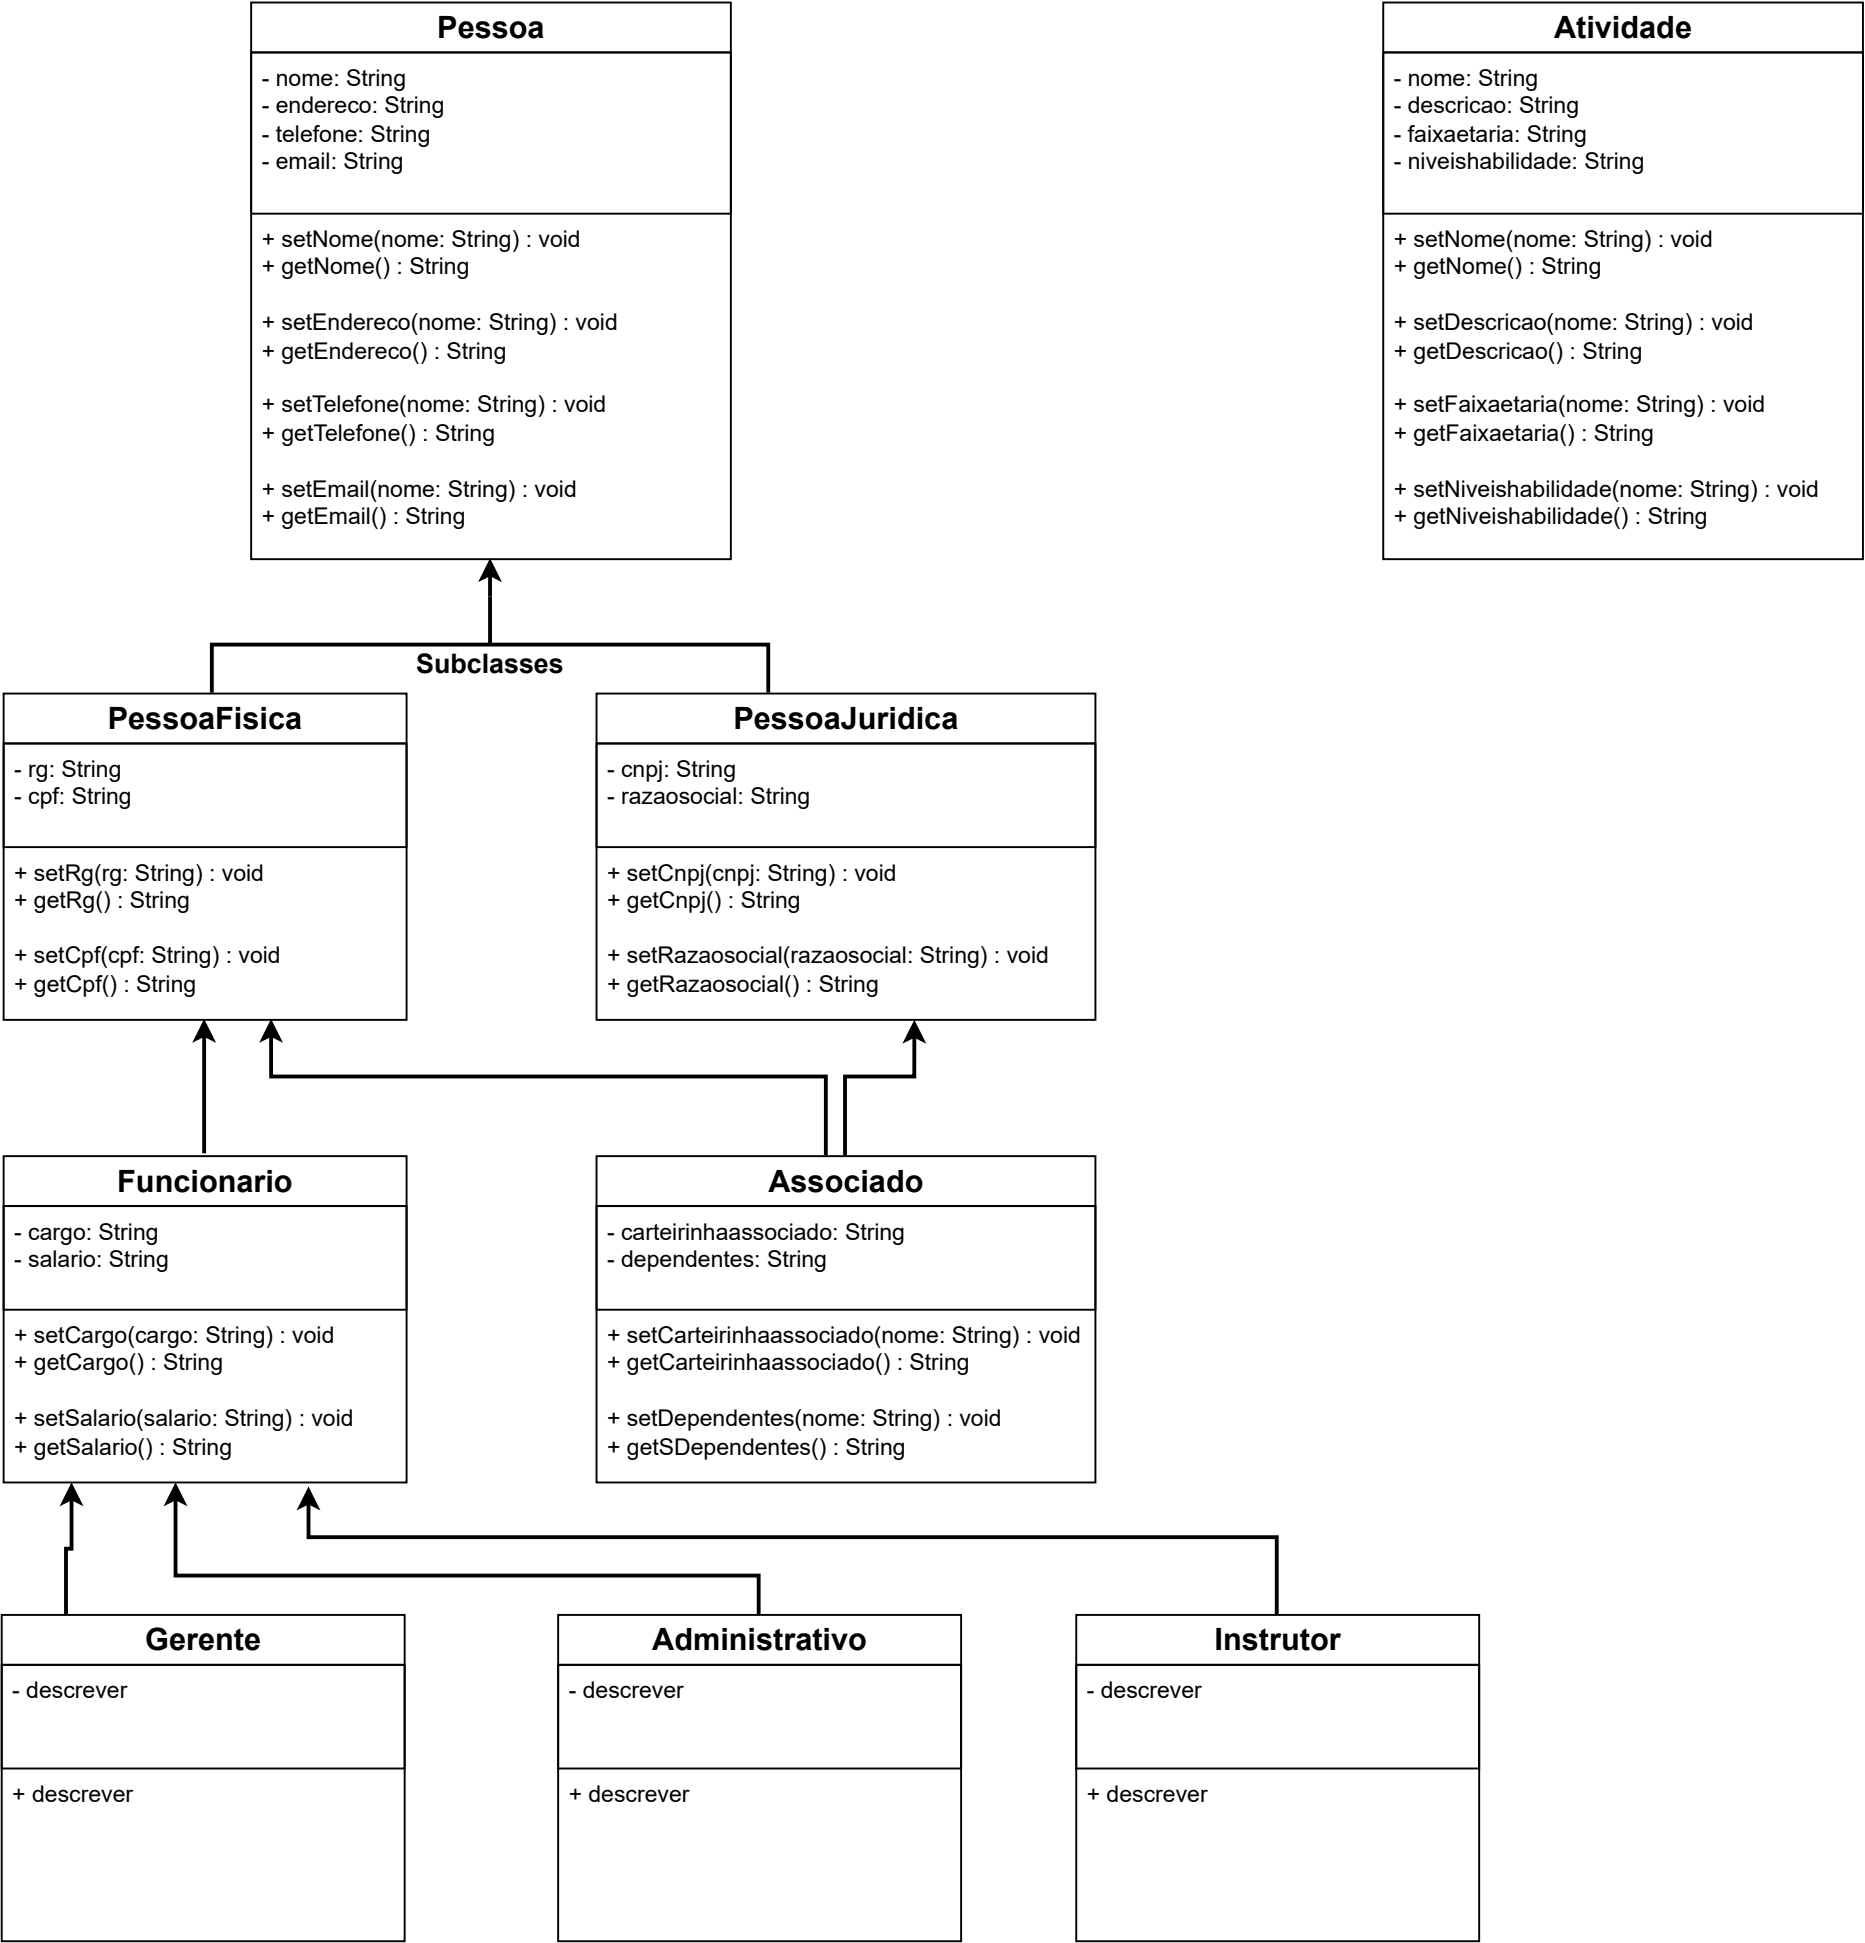 Pessoa
- nome: String
- endereco: String
- telefone: String
- email: String
+ setNome(nome: String) : void
+ getNome() : String
+ setEndereco(nome: String) : void
+ getEndereco() : String
+ setTelefone(nome: String) : void
+ getTelefone() : String
+ setEmail(nome: String) : void
+ getEmail() : String
Atividade
- nome: String
- descricao: String
- faixaetaria: String
- niveishabilidade: String
+ setNome(nome: String) : void
+ getNome() : String
+ setDescricao(nome: String) : void
+ getDescricao() : String
+ setFaixaetaria(nome: String) : void
+ getFaixaetaria() : String
+ setNiveishabilidade(nome: String) : void
+ getNiveishabilidade() : String
Subclasses
PessoaFisica
- rg: String
- cpf: String
+ setRg(rg: String) : void
+ getRg() : String
+ setCpf(cpf: String) : void
+ getCpf() : String
PessoaJuridica
- cnpj: String
- razaosocial: String
+ setCnpj(cnpj: String) : void
+ getCnpj() : String
+ setRazaosocial(razaosocial: String) : void
+ getRazaosocial() : String
Funcionario
- cargo: String
- salario: String
+ setCargo(cargo: String) : void
+ getCargo() : String
+ setSalario(salario: String) : void
+ getSalario() : String
Associado
- carteirinhaassociado: String
- dependentes: String
+ setCarteirinhaassociado(nome: String) : void
+ getCarteirinhaassociado() : String
+ setDependentes(nome: String) : void
+ getSDependentes() : String
Gerente
- descrever
+ descrever
Administrativo
- descrever
+ descrever
Instrutor
- descrever
+ descrever